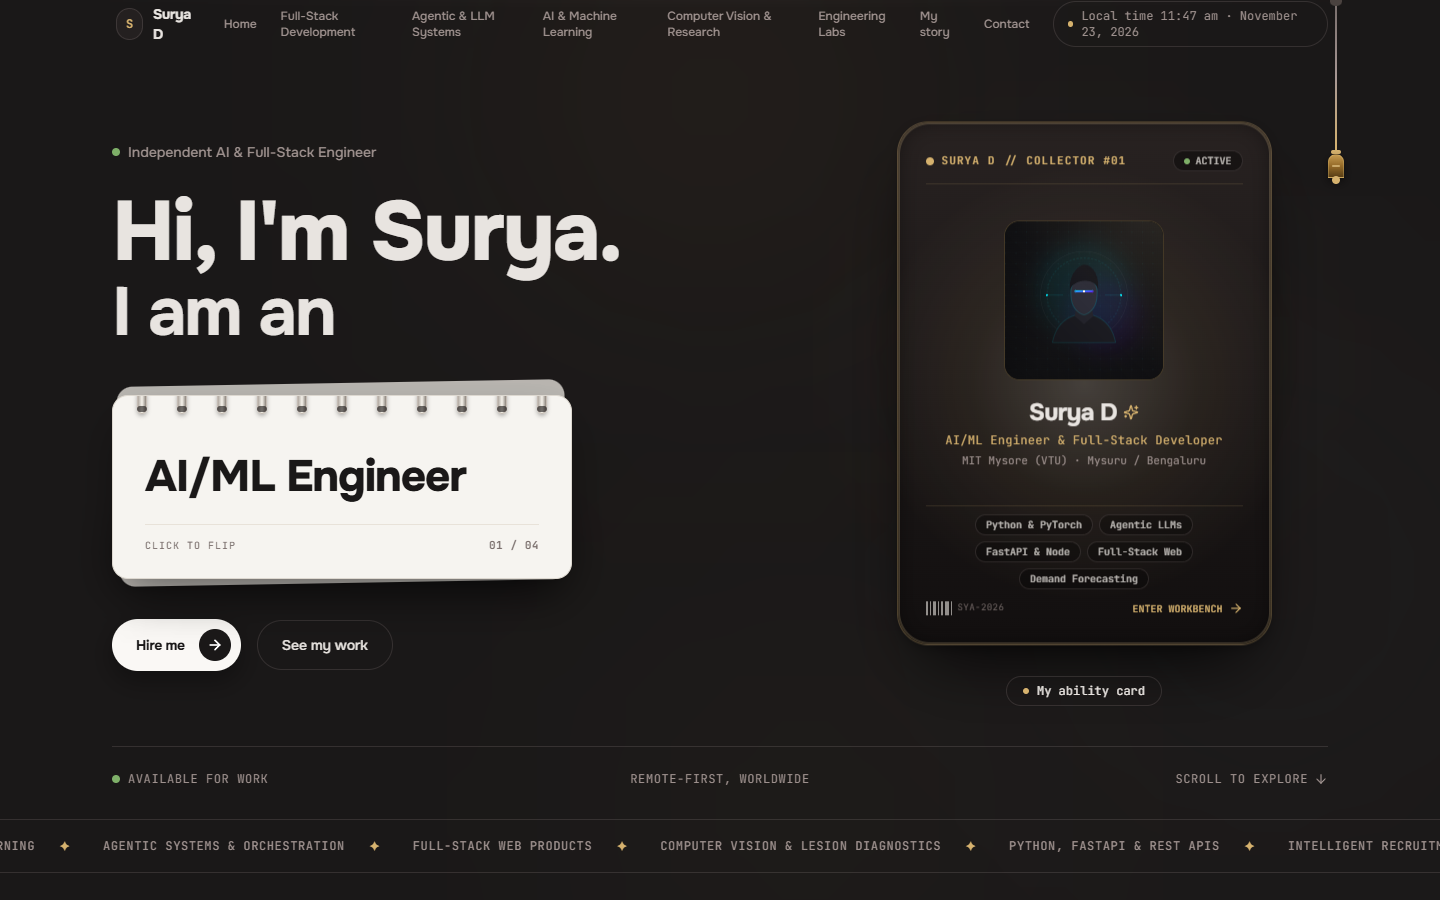 S
Surya
D
Home
Full-Stack
Development
Agentic & LLM
Systems
AI & Machine
Learning
Computer Vision &
Research
Engineering
Labs
My
story
Contact
Local time 11:47 am · November
23, 2026
Independent AI & Full-Stack Engineer
Hi, I'm Surya.
I am an
AI/ML Engineer
CLICK TO FLIP
01 / 04
Hire me
See my work
SURYA D // COLLECTOR #01
ACTIVE
Surya D
AI/ML Engineer & Full-Stack Developer
MIT Mysore (VTU) · Mysuru / Bengaluru
Python & PyTorch
Agentic LLMs
FastAPI & Node
Full-Stack Web
Demand Forecasting
SYA-2026
ENTER WORKBENCH →
My ability card
AVAILABLE FOR WORK
REMOTE-FIRST, WORLDWIDE
SCROLL TO EXPLORE ↓
RNING ✦ AGENTIC SYSTEMS & ORCHESTRATION ✦ FULL-STACK WEB PRODUCTS ✦ COMPUTER VISION & LESION DIAGNOSTICS ✦ PYTHON, FASTAPI & REST APIS ✦ INTELLIGENT RECRUITM